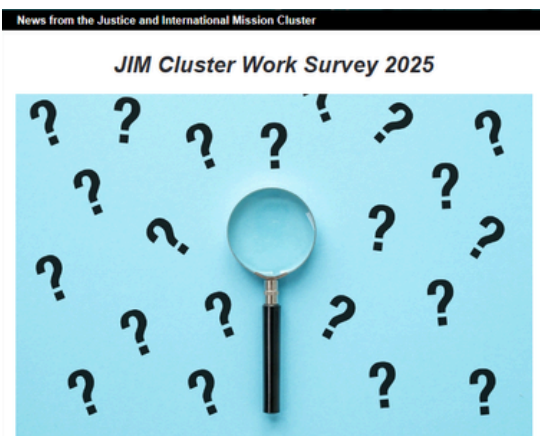 News from the Justice and International Mission Cluster
JIM Cluster Work Survey 2025